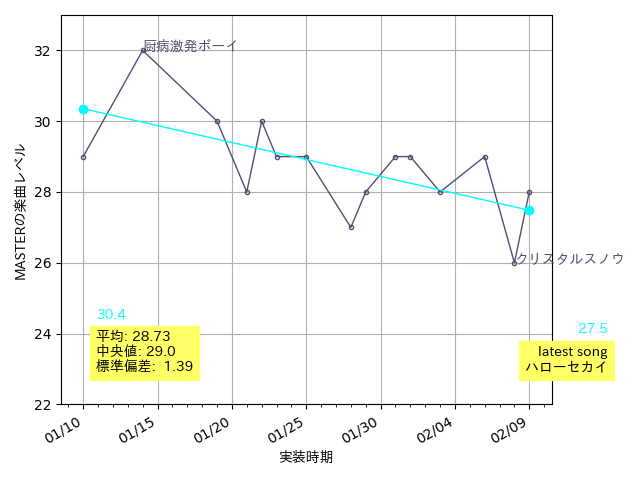 32
30
28
26
24
22
MASTERの楽曲レベル
厨病激発ボーイ
クリスタルスノウ
30.4
平均: 28.73
中央値: 29.0
標準偏差: 1.39
27.5
latest song
ハローセカイ
01/10
01/15
01/20
01/25
01/30
02/04
02/09
実装時期